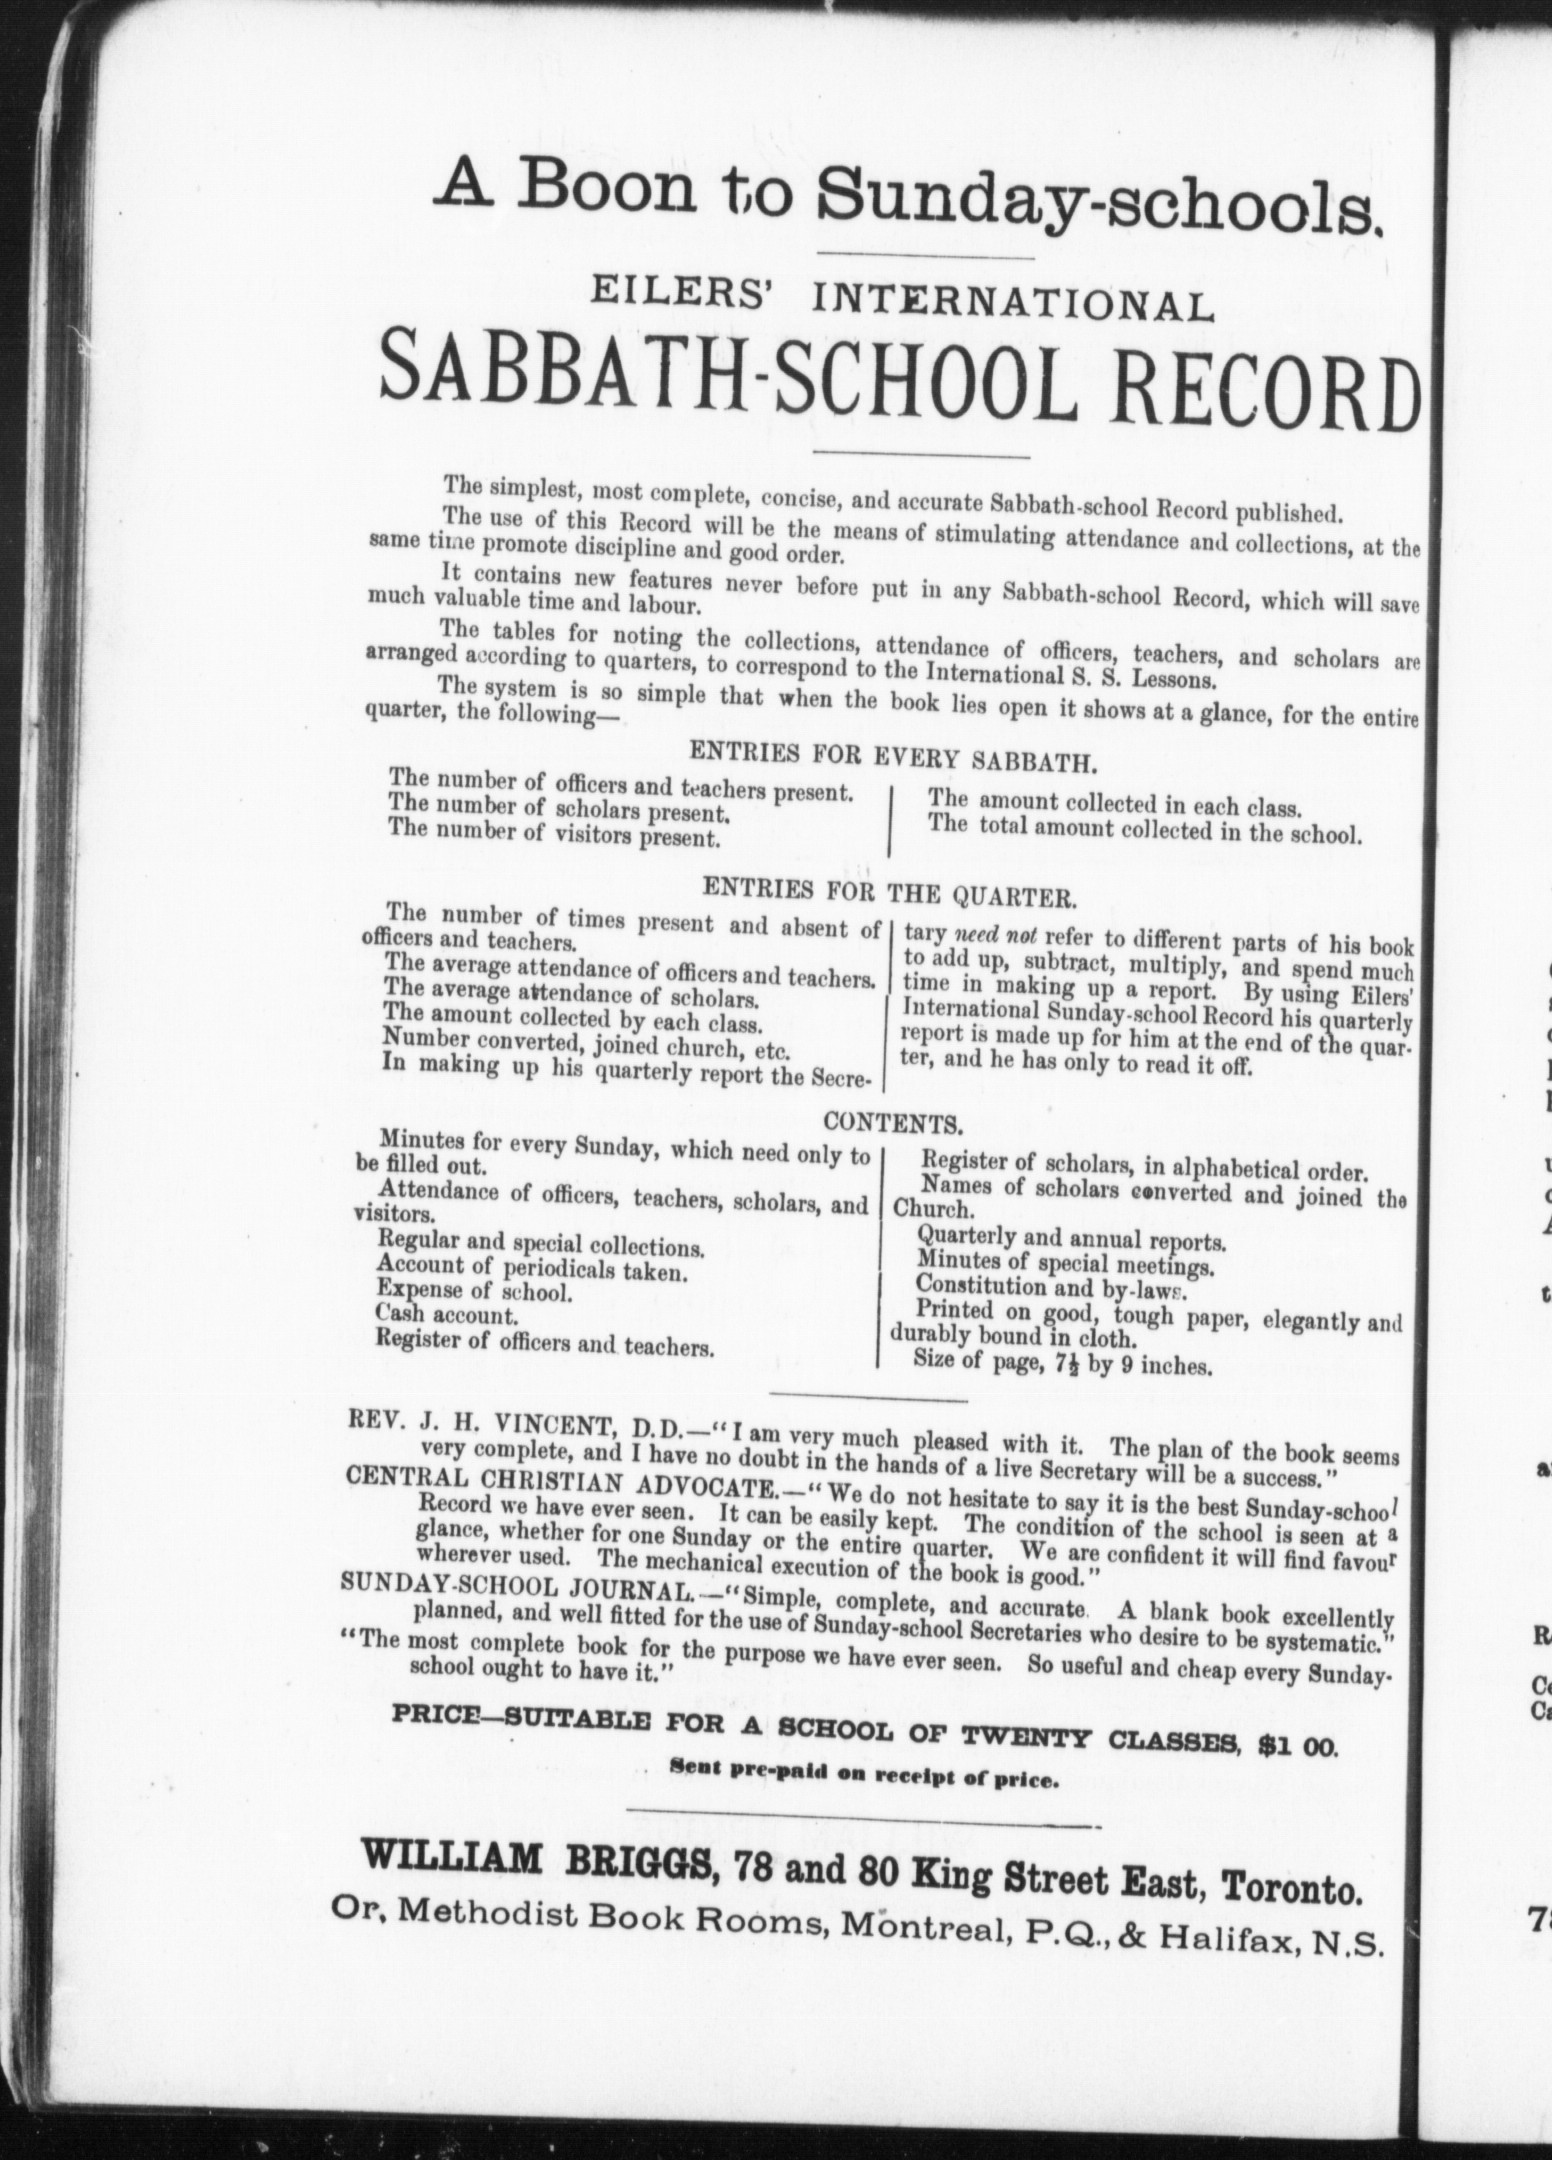 A Boon to Sunday-schools.
EILERS' INTERNATIONAL
SABBATH-SCHOOL RECORD
The simplest, most complete, concise, and accurate Sabbath-school Record published.
The use of this Record will be the means of stimulating attendance and collections, at the
same time promote discipline and good order.
It contains new features never before put in any Sabbath-school Record, which will save
much valuable time and labour.
The tables for noting the collections, attendance of officers, teachers, and scholars are
arranged according to quarters, to correspond to the International S. S. Lessons.
The system is so simple that when the book lies open it shows at a glance, for the entire
quarter, the following—
ENTRIES FOR EVERY SABBATH.
The number of officers and teachers present.
The number of scholars present.
The number of visitors present.
The amount collected in each class.
The total amount collected in the school.
ENTRIES FOR THE QUARTER.
The number of times present and absent of
officers and teachers.
The average attendance of officers and teachers.
The average attendance of scholars.
The amount collected by each class.
Number converted, joined church, etc.
In making up his quarterly report the Secre-
tary need not refer to different parts of his book
to add up, subtract, multiply, and spend much
time in making up a report. By using Eilers'
International Sunday-school Record his quarterly
report is made up for him at the end of the quar-
ter, and he has only to read it off.
CONTENTS.
Minutes for every Sunday, which need only to
be filled out.
Attendance of officers, teachers, scholars, and
visitors.
Regular and special collections.
Account of periodicals taken.
Expense of school.
Cash account.
Register of officers and teachers.
Register of scholars, in alphabetical order.
Names of scholars converted and joined the
Church.
Quarterly and annual reports.
Minutes of special meetings.
Constitution and by-laws.
Printed on good, tough paper, elegantly and
durably bound in cloth.
Size of page, 7½ by 9 inches.
REV. J. H. VINCENT, D.D.—"I am very much pleased with it. The plan of the book seems
very complete, and I have no doubt in the hands of a live Secretary will be a success."
CENTRAL CHRISTIAN ADVOCATE.—"We do not hesitate to say it is the best Sunday-school
Record we have ever seen. It can be easily kept. The condition of the school is seen at a
glance, whether for one Sunday or the entire quarter. We are confident it will find favour
wherever used. The mechanical execution of the book is good."
SUNDAY-SCHOOL JOURNAL.—"Simple, complete, and accurate. A blank book excellently
planned, and well fitted for the use of Sunday-school Secretaries who desire to be systematic."
"The most complete book for the purpose we have ever seen. So useful and cheap every Sunday-
school ought to have it."
PRICE—SUITABLE FOR A SCHOOL OF TWENTY CLASSES, $1 00.
Sent pre-paid on receipt of price.
WILLIAM BRIGGS, 78 and 80 King Street East, Toronto.
Or, Methodist Book Rooms, Montreal, P.Q., & Halifax, N.S.